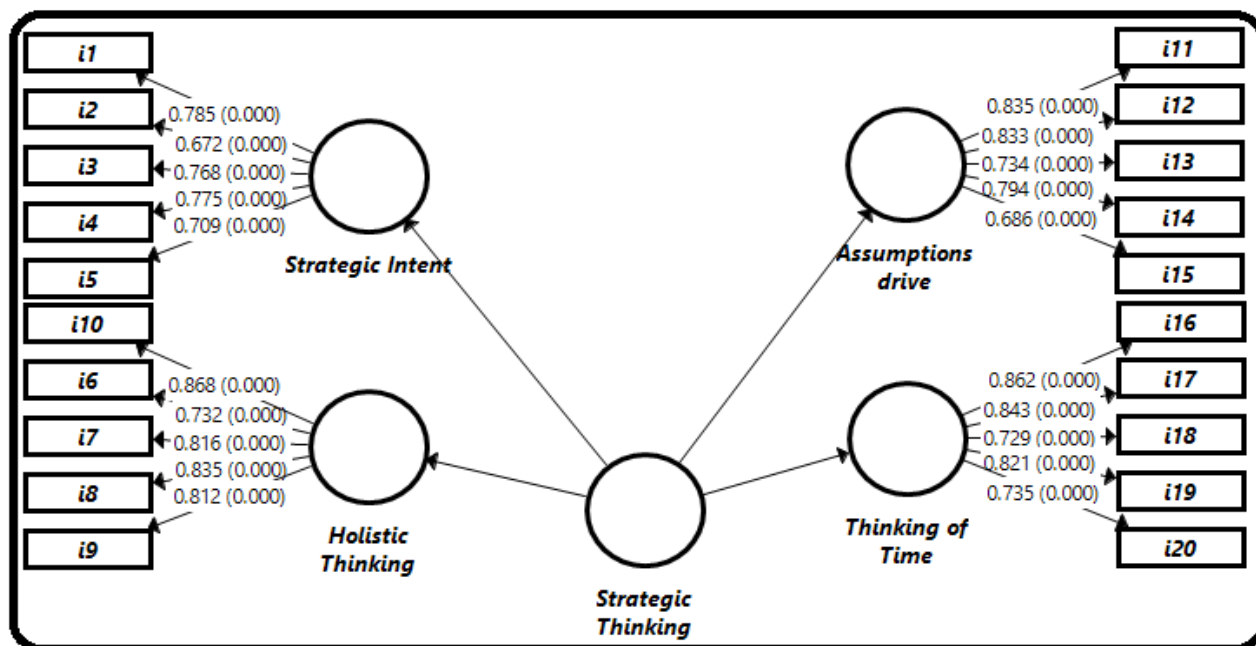 i1
i2
i3
i4
i5
0.785 (0.000)
0.672 (0.000)
0.768 (0.000)
0.775 (0.000)
0.709 (0.000)
Strategic Intent
i10
i6
i7
i8
i9
0.868 (0.000)
0.732 (0.000)
0.816 (0.000)
0.835 (0.000)
0.812 (0.000)
Holistic
Thinking
Strategic
Thinking
i11
i12
i13
i14
i15
0.835 (0.000)
0.833 (0.000)
0.734 (0.000)
0.794 (0.000)
0.686 (0.000)
Assumptions
drive
i16
i17
i18
i19
i20
0.862 (0.000)
0.843 (0.000)
0.729 (0.000)
0.821 (0.000)
0.735 (0.000)
Thinking of
Time